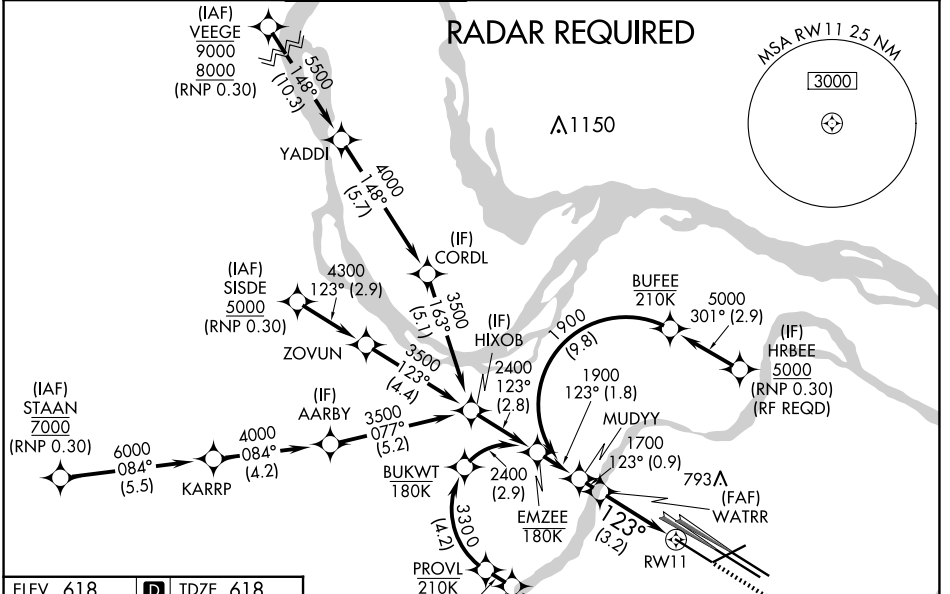 RADAR REQUIRED
MSA RW11 25 NM
3000
(IAF)
VEEGE
9000
8000
(RNP 0.30)
5500
148°
(10.3)
1150
YADDI
4000
148°
(5.7)
(IF)
CORDL
3500
163°
(5.1)
(IAF)
SISDE
5000
(RNP 0.30)
4300
123° (2.9)
ZOVUN
3500
123°
(4.4)
(IF)
HIXOB
2400
123°
(2.8)
1900
(9.8)
BUFEE
210K
5000
301° (2.9)
(IF)
HRBEE
5000
(RNP 0.30)
(RF REQD)
1900
123° (1.8)
MUDYY
1700
123° (0.9)
(IAF)
STAAN
7000
(RNP 0.30)
6000
084°
(5.5)
KARRP
4000
084°
(4.2)
(IF)
AARBY
3500
077°
(5.2)
BUKWT
180K
2400
(2.9)
EMZEE
180K
793
(FAF)
WATRR
123°
(3.2)
RW11
3300
(4.2)
PROVL
210K
ELEV 618
D
TDZE 618